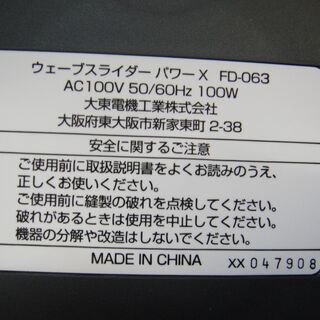 ウェーブスライダー パワーX FD-063
AC100V 50/60Hz 100W
大東電機工業株式会社
大阪府東大阪市新家東町 2-38
安全に関するご注意
ご使用前に取扱説明書をよくお読みのうえ、
正しくお使いください。
ご使用前に縫製の破れを点検してください。
破れがあるときは使用を中止してください。
機器の分解や改造はしないでください。
MADE IN CHINA XX 047908